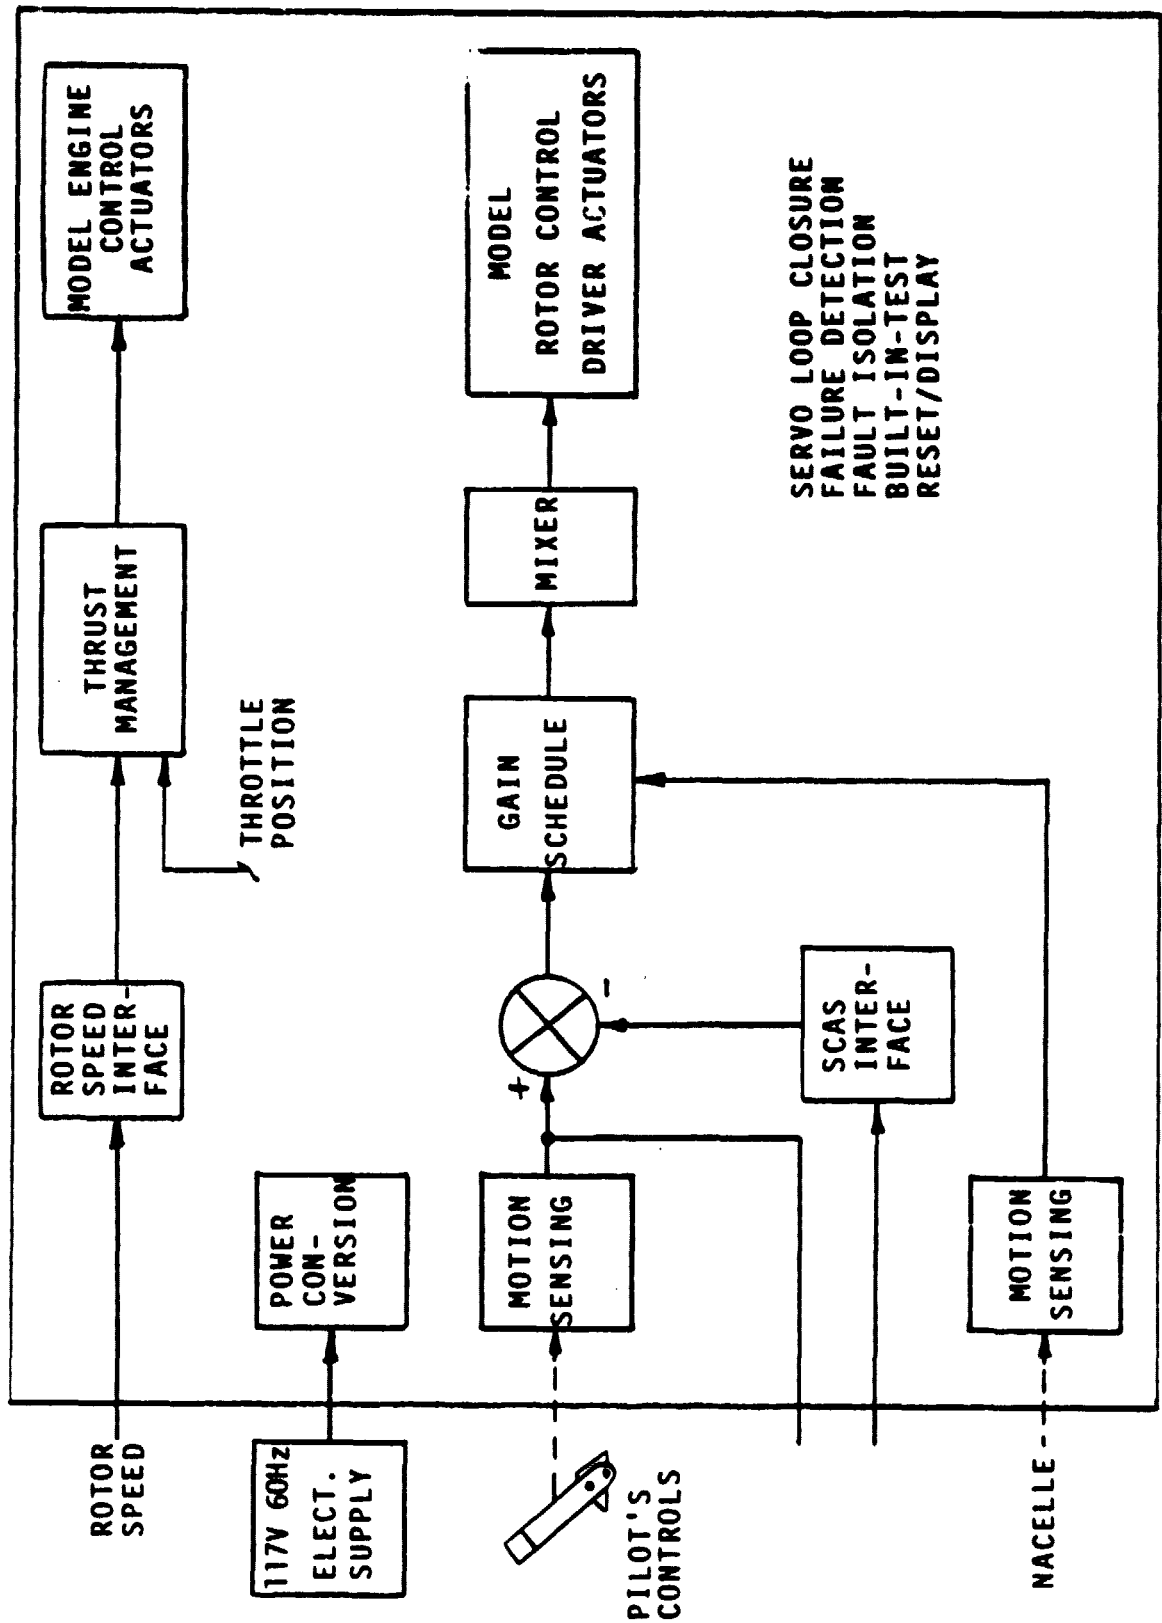 ROTOR
SPEED
ROTOR
SPEED
INTER-
FACE
THRUST
MANAGEMENT
MODEL ENGINE
CONTROL
ACTUATORS
THROTTLE
POSITION
117V 60Hz
ELECT.
SUPPLY
POWER
CON-
VERSION
PILOT'S
CONTROLS
MOTION
SENSING
+
-
GAIN
SCHEDULE
MIXER
MODEL
ROTOR CONTROL
DRIVER ACTUATORS
SCAS
INTER-
FACE
NACELLE
MOTION
SENSING
SERVO LOOP CLOSURE
FAILURE DETECTION
FAULT ISOLATION
BUILT-IN-TEST
RESET/DISPLAY